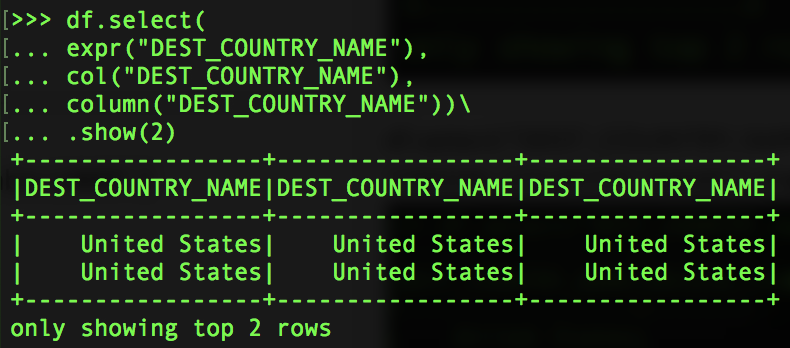 [>>> df.select(
[... expr("DEST_COUNTRY_NAME"),
[... col("DEST_COUNTRY_NAME"),
[... column("DEST_COUNTRY_NAME"))\
[... .show(2)
+-----------------+-----------------+-----------------+
|DEST_COUNTRY_NAME|DEST_COUNTRY_NAME|DEST_COUNTRY_NAME|
+-----------------+-----------------+-----------------+
|    United States|    United States|    United States|
|    United States|    United States|    United States|
+-----------------+-----------------+-----------------+
only showing top 2 rows